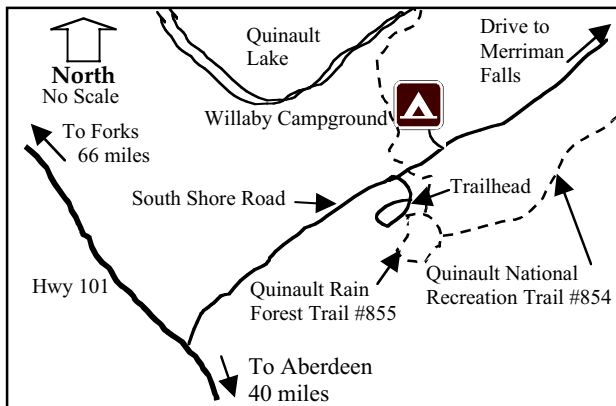 North
No Scale
Quinault
Lake
Drive to
Merriman
Falls
Willaby Campground
To Forks
66 miles
South Shore Road
Trailhead
Hwy 101
Quinault Rain
Forest Trail #855
Quinault National
Recreation Trail #854
To Aberdeen
40 miles